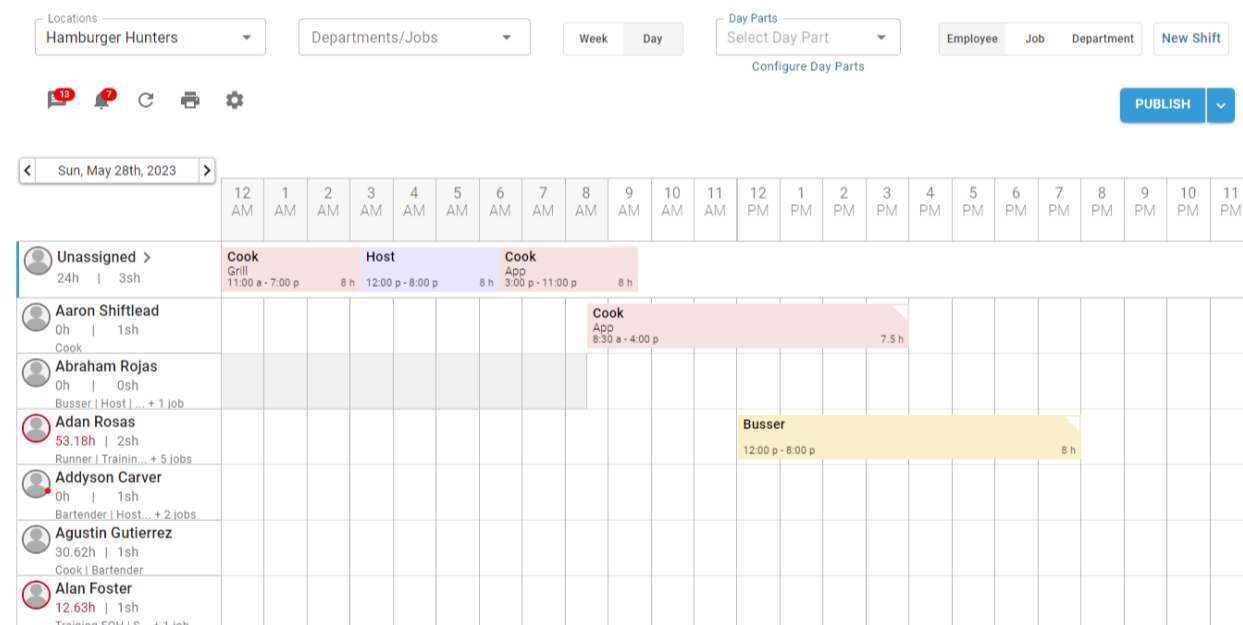 Locations
Hamburger Hunters
Departments/Jobs
Week Day
Day Parts
Select Day Part
Configure Day Parts
Employee Job Department
New Shift
13
7
PUBLISH
Sun, May 28th, 2023
12 AM 1 AM 2 AM 3 AM 4 AM 5 AM 6 AM 7 AM 8 AM 9 AM 10 AM 11 AM 12 PM 1 PM 2 PM 3 PM 4 PM 5 PM 6 PM 7 PM 8 PM 9 PM 10 PM 11 PM
Unassigned
24h | 3sh
Cook
Grill
11:00 a - 7:00 p 8 h
Host
12:00 p - 8:00 p 8 h
Cook
App
3:00 p - 11:00 p 8 h
Aaron Shiftlead
0h | 1sh
Cook
Cook
App
8:30 a - 4:00 p 7.5 h
Abraham Rojas
0h | 0sh
Busser | Host | ... + 1 job
Adan Rosas
53.18h | 2sh
Runner | Trainin... + 5 jobs
Busser
12:00 p - 8:00 p 8 h
Addyson Carver
0h | 1sh
Bartender | Host... + 2 jobs
Agustin Gutierrez
30.62h | 1sh
Cook | Bartender
Alan Foster
12.63h | 1sh
Training FOH | S... + 1 job